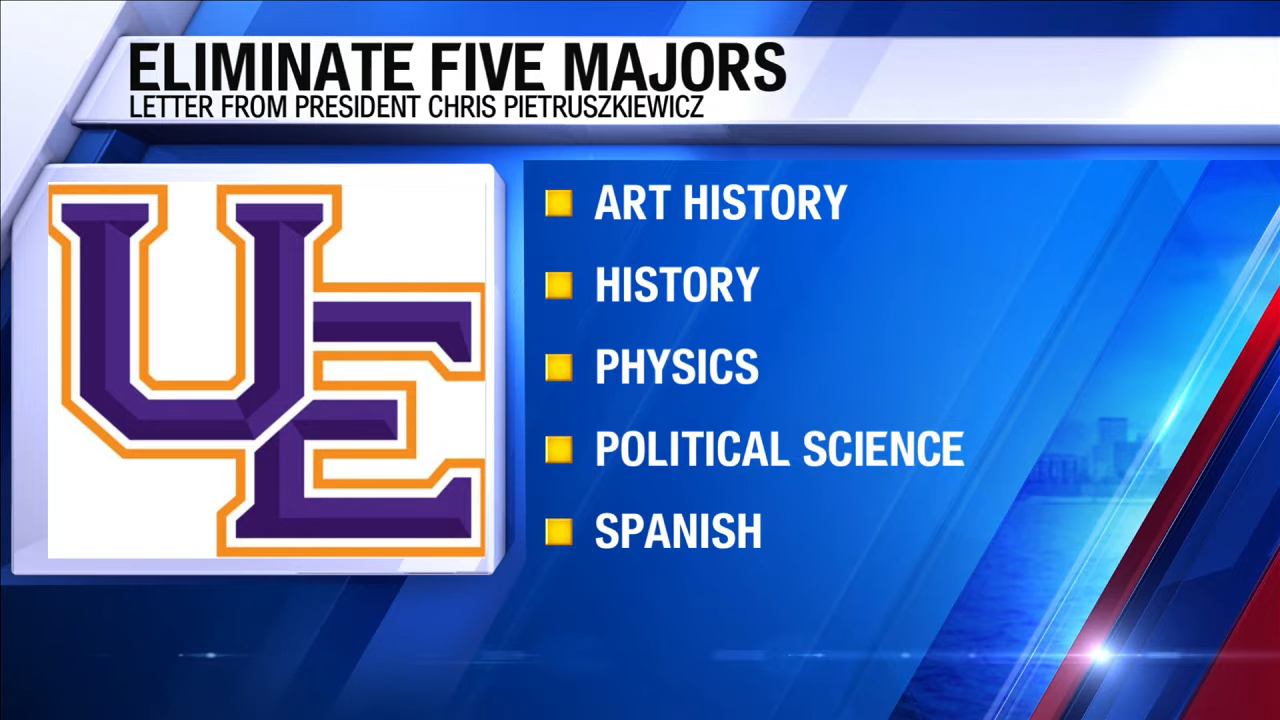 ELIMINATE FIVE MAJORS
LETTER FROM PRESIDENT CHRIS PIETRUSZKIEWICZ
UE
ART HISTORY
HISTORY
PHYSICS
POLITICAL SCIENCE
SPANISH